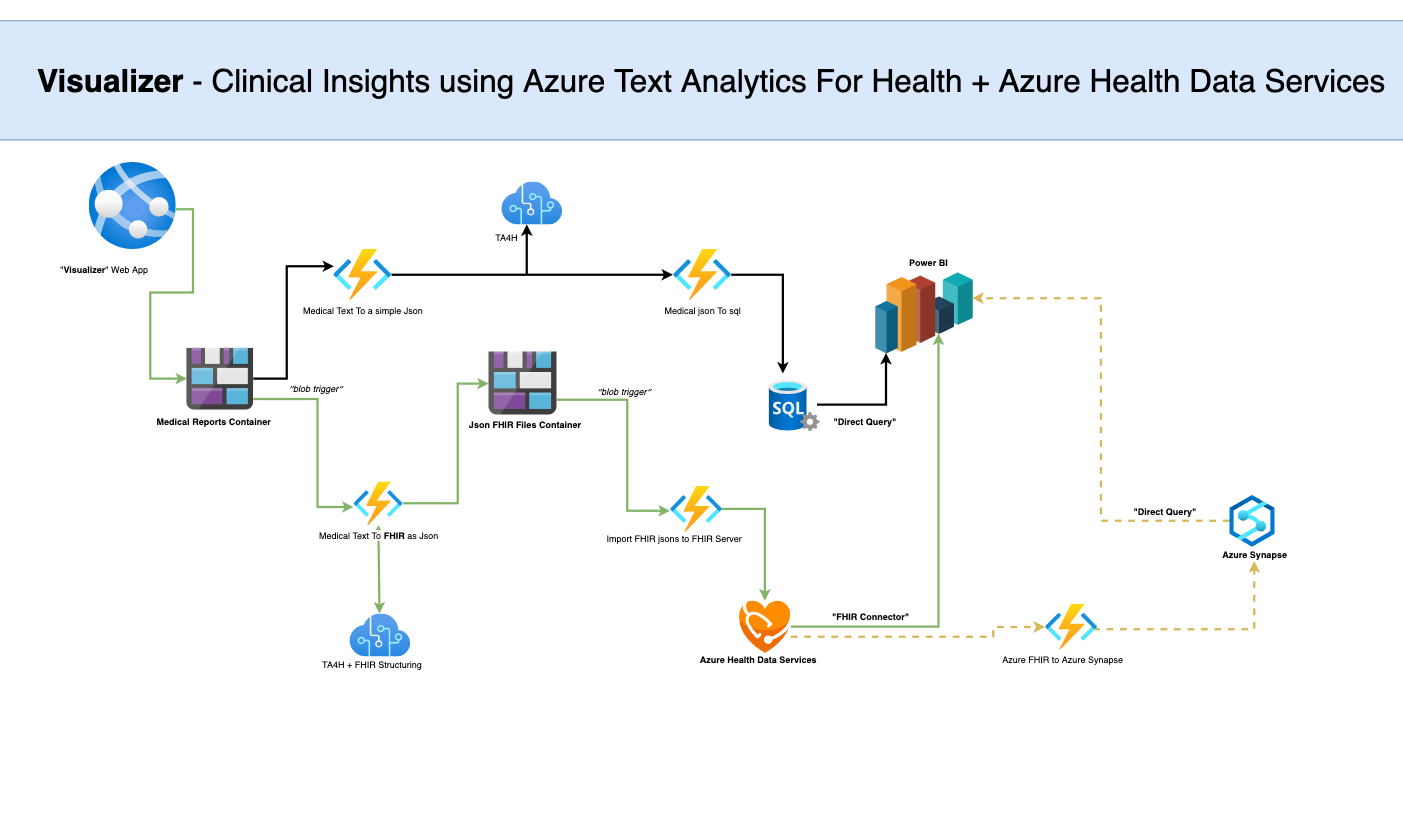 Visualizer - Clinical Insights using Azure Text Analytics For Health + Azure Health Data Services
"Visualizer" Web App
TA4H
Medical Text To a simple Json
Medical json To sql
Power BI
"blob trigger"
Medical Reports Container
"blob trigger"
Json FHIR Files Container
SQL
"Direct Query"
Medical Text To FHIR as Json
Import FHIR jsons to FHIR Server
"Direct Query"
Azure Synapse
TA4H + FHIR Structuring
"FHIR Connector"
Azure Health Data Services
Azure FHIR to Azure Synapse